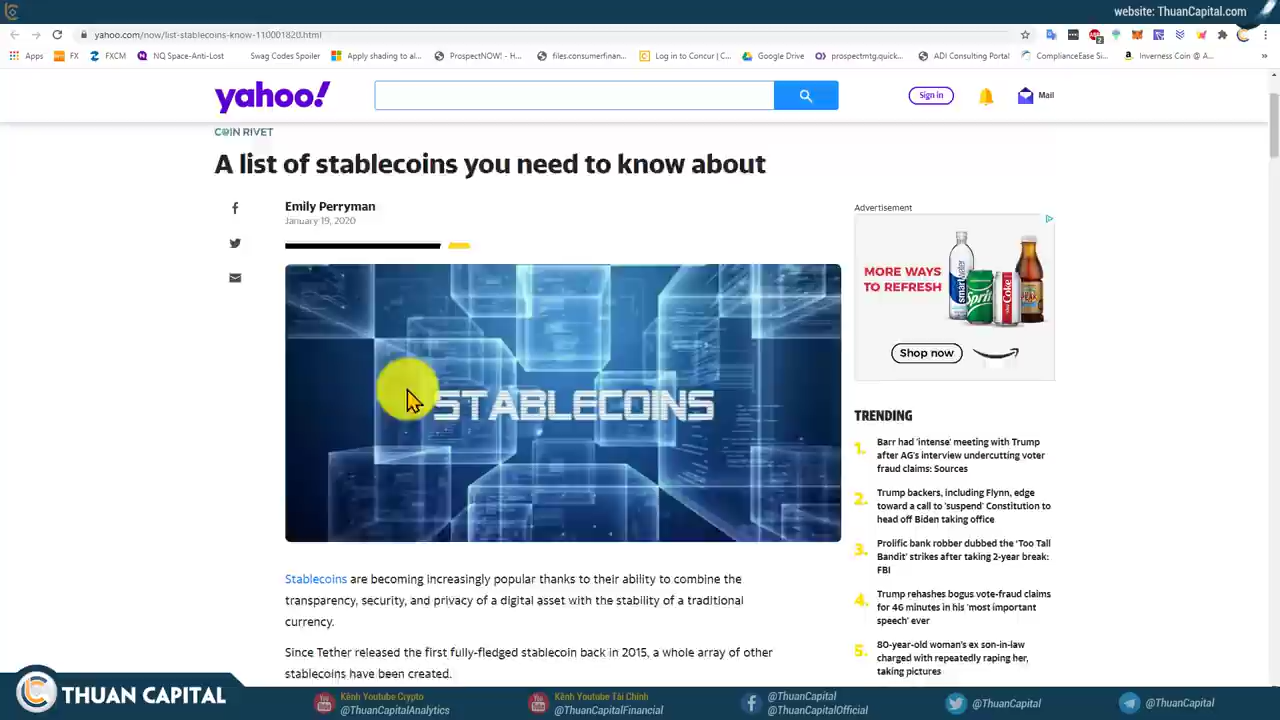 website: ThuanCapital.com
yahoo.com/now/list-stablecoins-know-110001820.html
Apps
FX
FXCM
NQ Space-Anti-Lost
Swag Codes Spoiler
Apply shading to al...
ProspectNOW! - H...
files.consumerfinan...
Log in to Concur | C...
Google Drive
prospectmtg.quick...
ADI Consulting Portal
ComplianceEase Si...
Inverness Coin @ A...
yahoo!
Sign in
Mail
COIN RIVET
A list of stablecoins you need to know about
Emily Perryman
January 19, 2020
STABLECOINS
Stablecoins are becoming increasingly popular thanks to their ability to combine the
transparency, security, and privacy of a digital asset with the stability of a traditional
currency.
Since Tether released the first fully-fledged stablecoin back in 2015, a whole array of other
stablecoins have been created.
Advertisement
MORE WAYS
TO REFRESH
smartwater
Sprite
Coke
Shop now
TRENDING
1. Barr had 'intense' meeting with Trump
after AG's interview undercutting voter
fraud claims: Sources
2. Trump backers, including Flynn, edge
toward a call to 'suspend' Constitution to
head off Biden taking office
3. Prolific bank robber dubbed the 'Too Tall
Bandit' strikes after taking 2-year break:
FBI
4. Trump rehashes bogus vote-fraud claims
for 46 minutes in his 'most important
speech' ever
5. 80-year-old woman's ex son-in-law
charged with repeatedly raping her,
taking pictures
THUAN CAPITAL
Kênh Youtube Crypto
@ThuanCapitalAnalytics
Kênh Youtube Tài Chính
@ThuanCapitalFinancial
@ThuanCapital
@ThuanCapitalOfficial
@ThuanCapital
@ThuanCapital